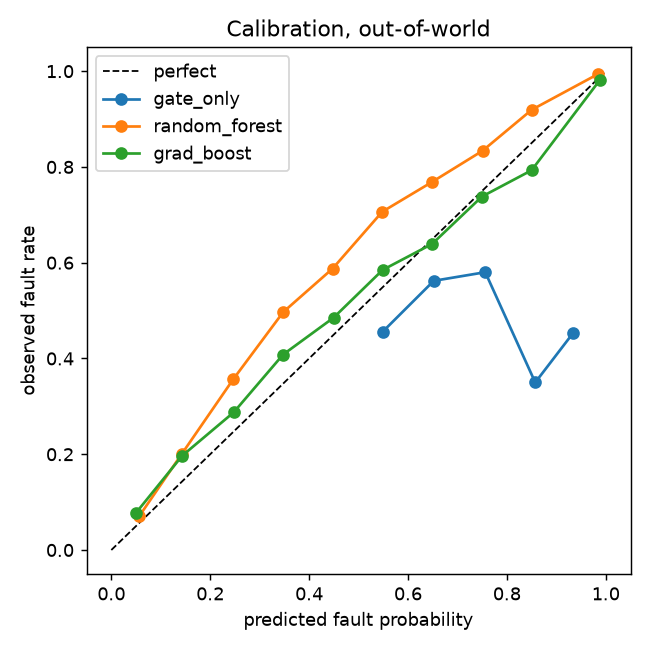 Calibration, out-of-world
perfect
gate_only
random_forest
grad_boost
1.0
0.8
0.6
0.4
0.2
0.0
observed fault rate
0.0 0.2 0.4 0.6 0.8 1.0
predicted fault probability